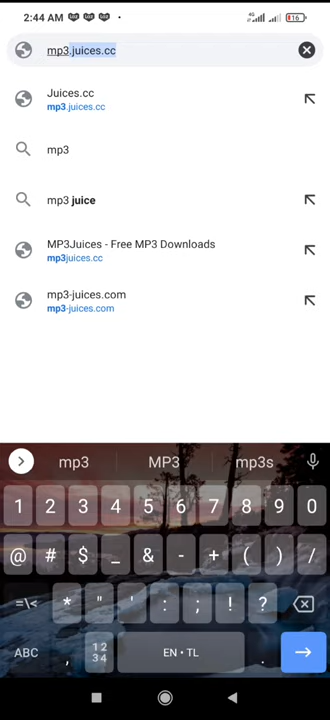 2:44 AM
4G
16
mp3.juices.cc
Juices.cc
mp3.juices.cc
mp3
mp3 juice
MP3Juices - Free MP3 Downloads
mp3juices.cc
mp3-juices.com
mp3-juices.com
mp3 MP3 mp3s
1 2 3 4 5 6 7 8 9 0
@ # $ _ & - + ( ) /
=\< * " ' : ; ! ?
ABC , 12 34 EN • TL .